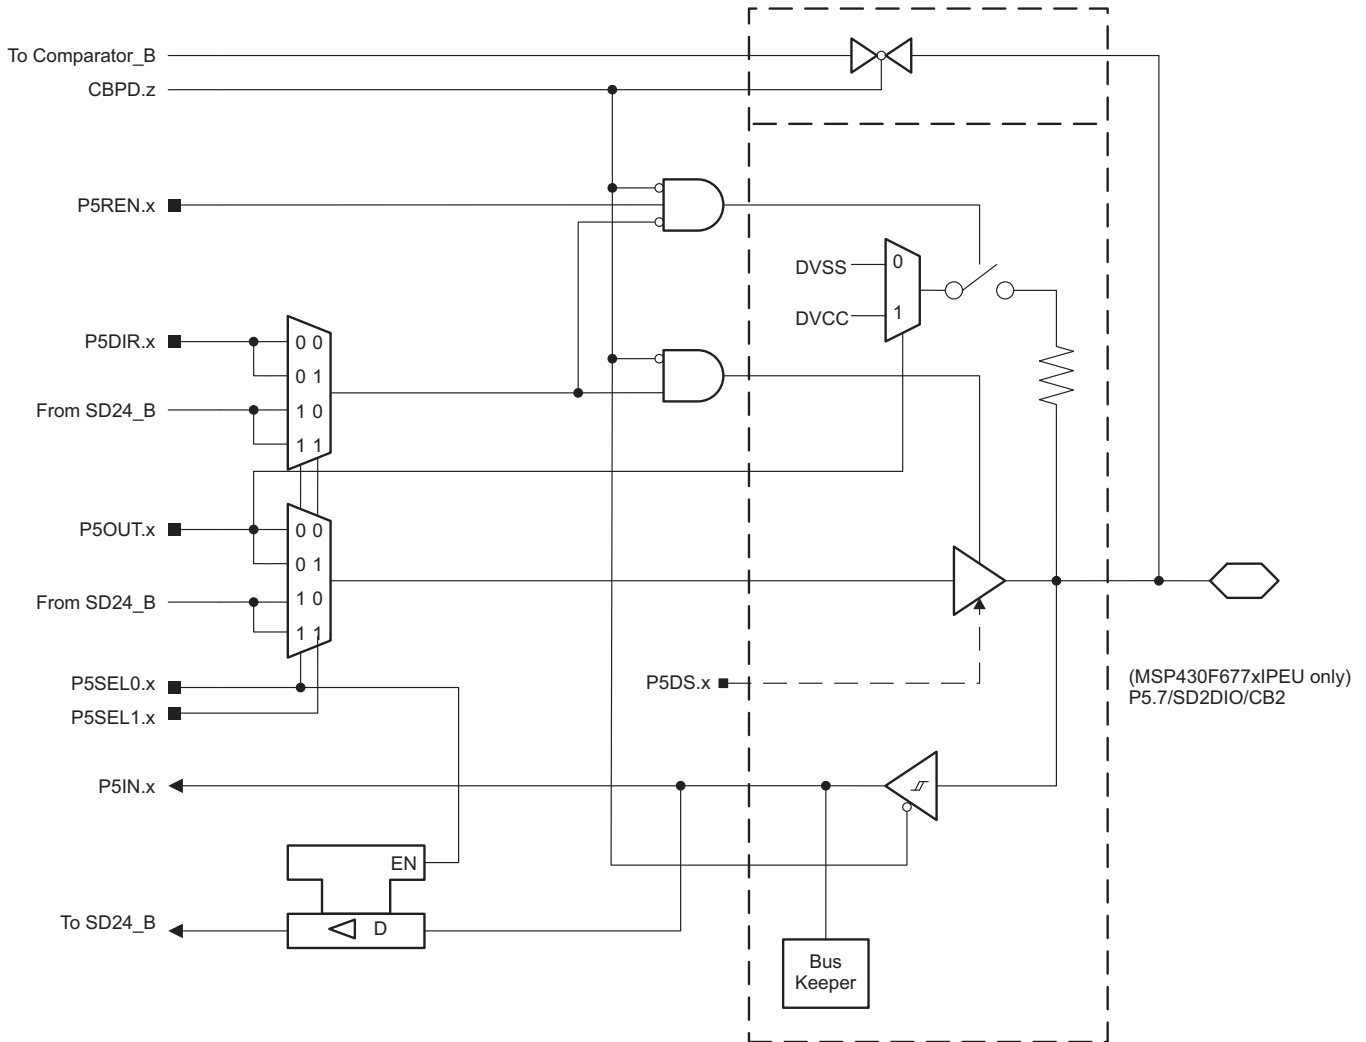 To Comparator_B
CBPD.z
P5REN.x
DVSS
0
DVCC
1
P5DIR.x
0 0
0 1
From SD24_B
1 0
1 1
P5OUT.x
0 0
0 1
From SD24_B
1 0
1 1
P5SEL0.x
P5SEL1.x
P5DS.x
(MSP430F677xIPEU only)
P5.7/SD2DIO/CB2
P5IN.x
EN
To SD24_B
D
Bus
Keeper